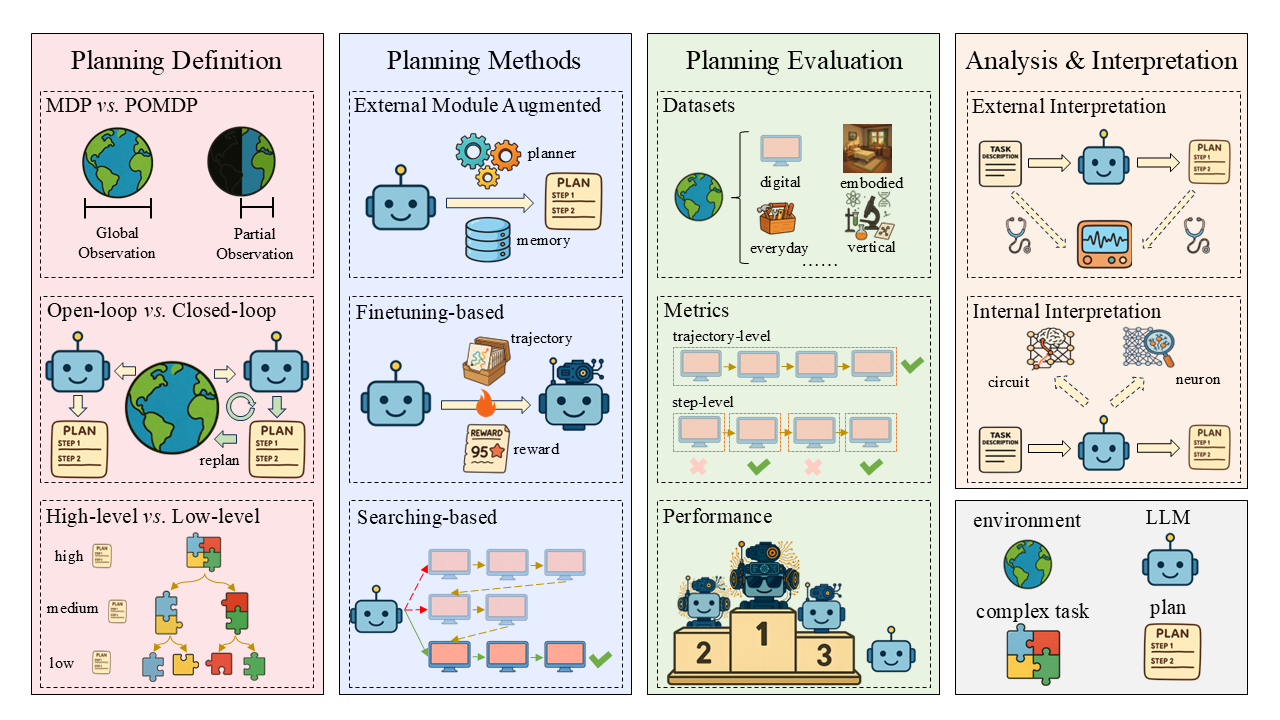 Planning Definition
MDP vs. POMDP
Global
Observation
Partial
Observation
Open-loop vs. Closed-loop
PLAN
STEP 1
STEP 2
replan
PLAN
STEP 1
STEP 2
High-level vs. Low-level
high
medium
low
Planning Methods
External Module Augmented
planner
PLAN
STEP 1
STEP 2
memory
Finetuning-based
trajectory
REWARD
95
reward
Searching-based
Planning Evaluation
Datasets
digital
embodied
everyday
vertical
......
Metrics
trajectory-level
step-level
Performance
2
1
3
Analysis & Interpretation
External Interpretation
TASK
DESCRIPTION
PLAN
STEP 1
STEP 2
Internal Interpretation
circuit
neuron
TASK
DESCRIPTION
PLAN
STEP 1
STEP 2
environment
LLM
complex task
plan
PLAN
STEP 1
STEP 2